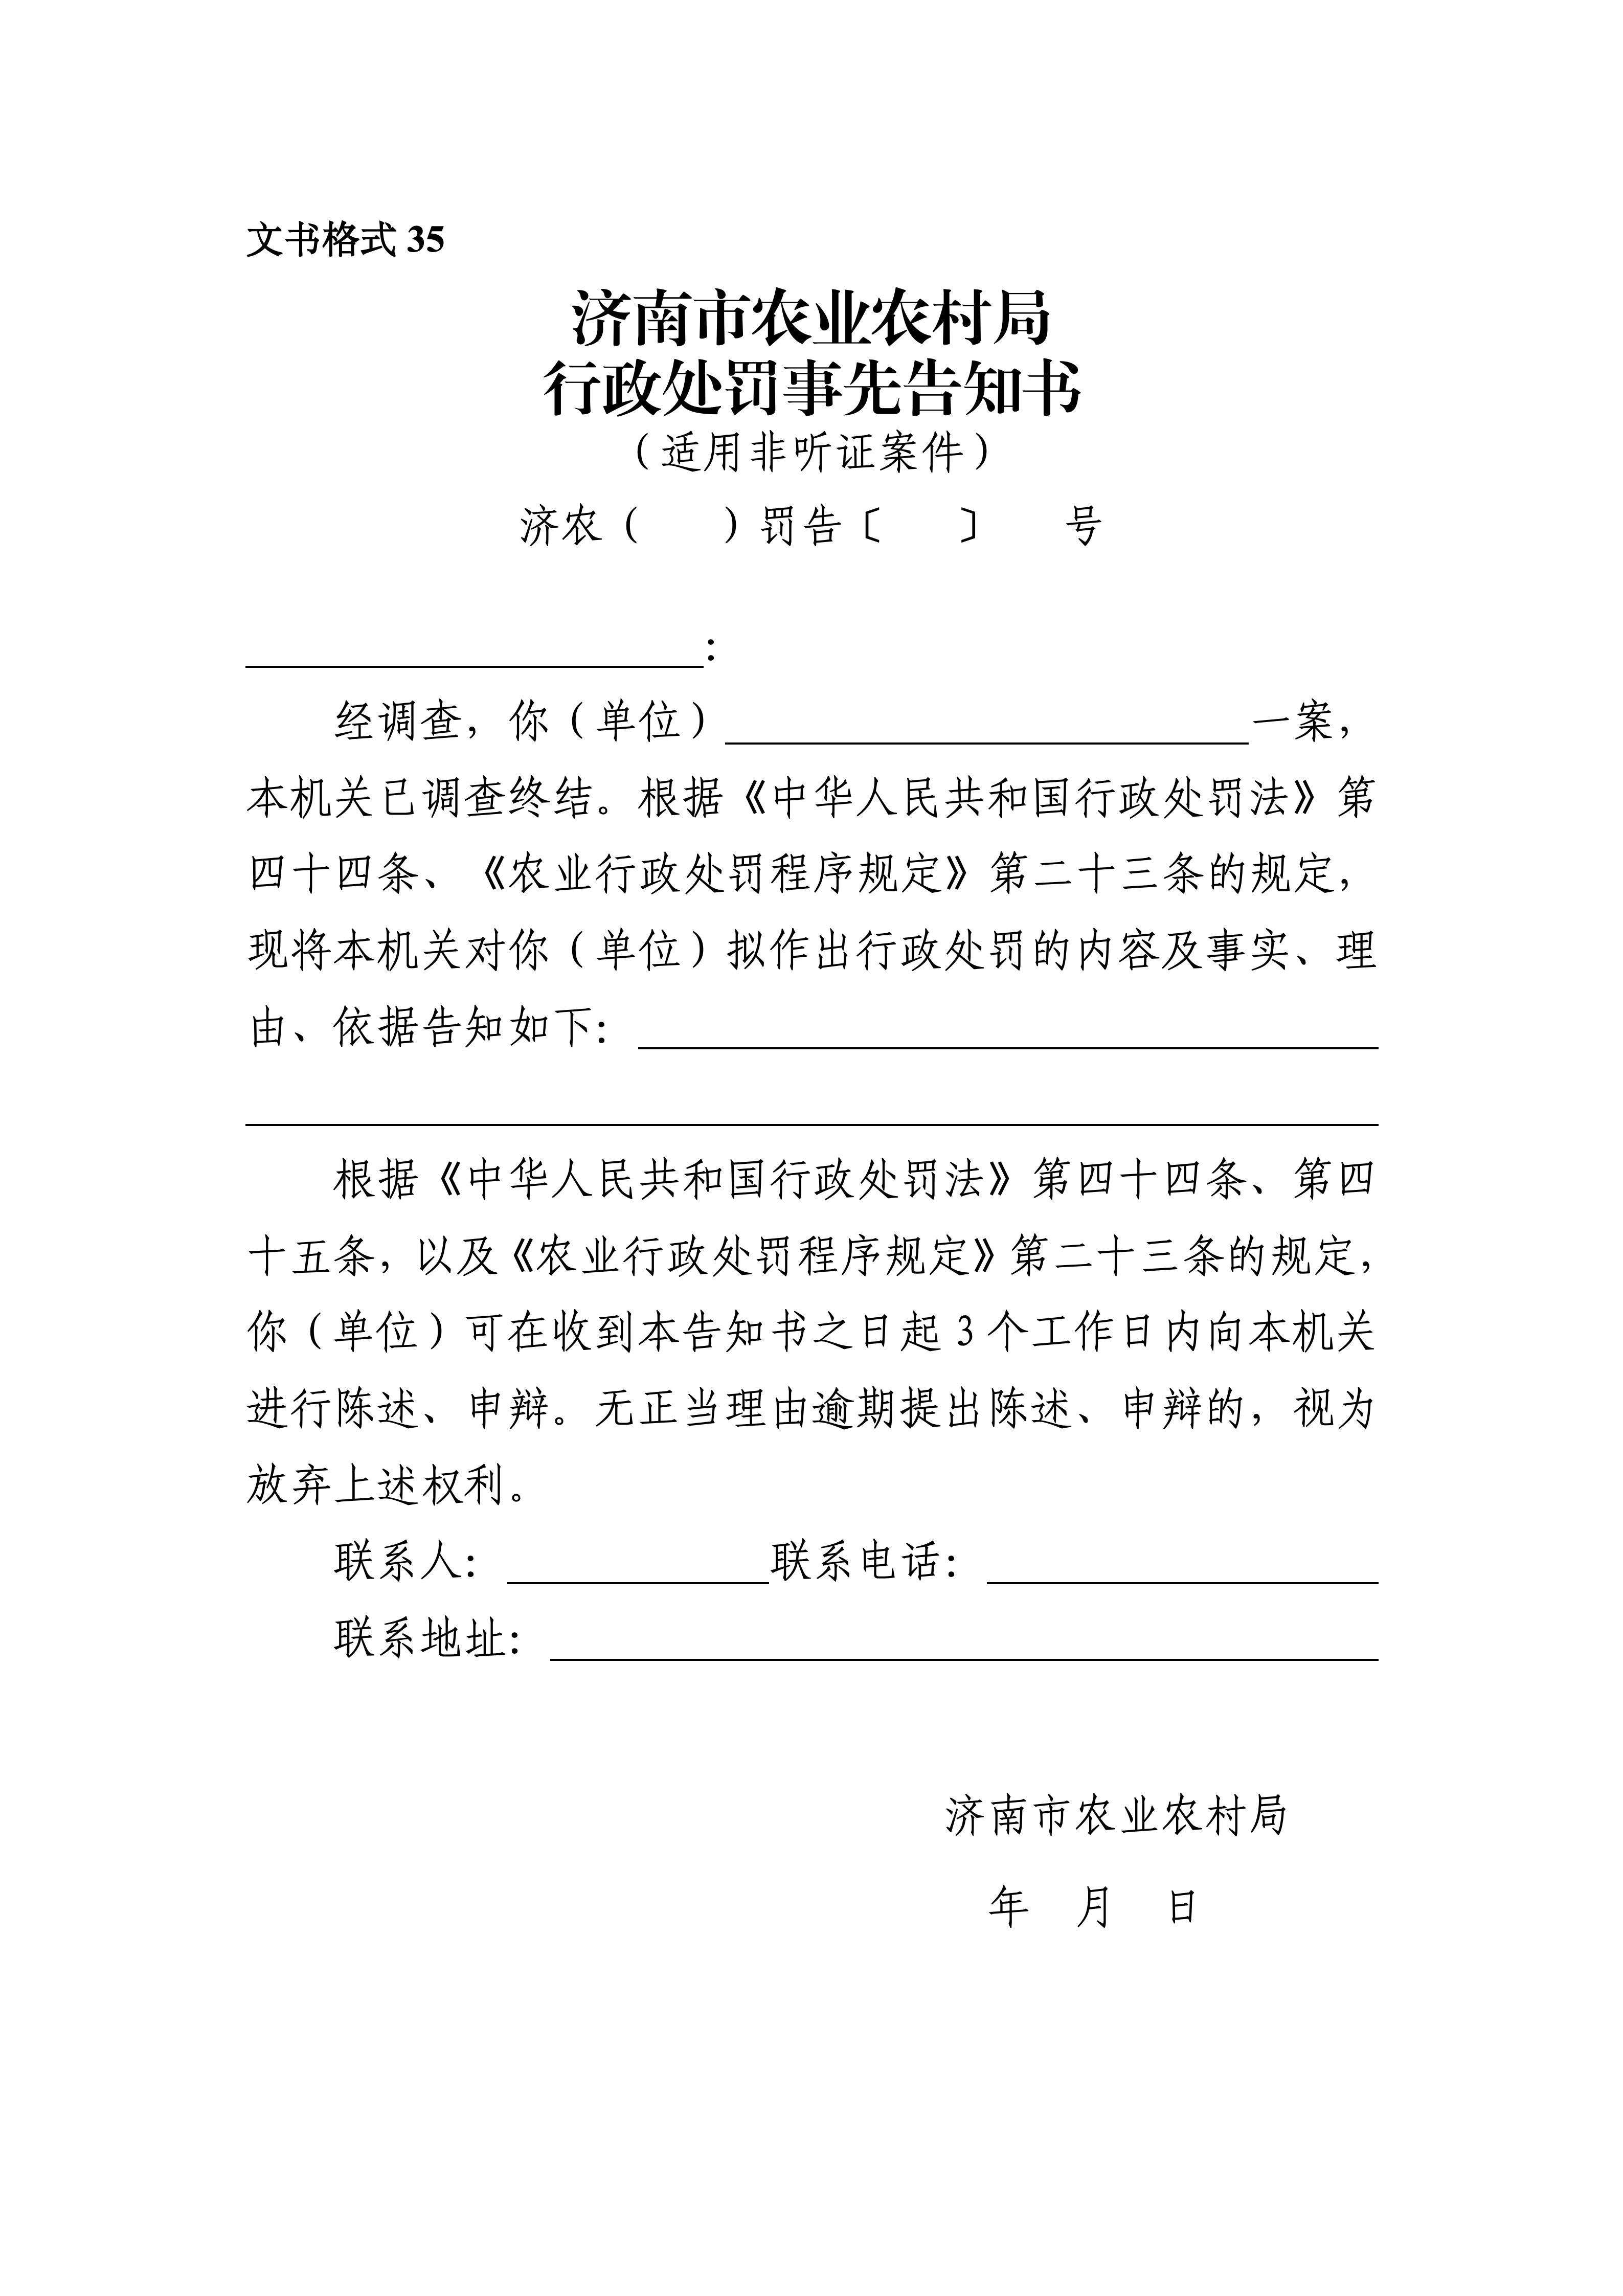 文书格式 35
济南市农业农村局
行政处罚事先告知书
（适用非听证案件）
济农（　　）罚告〔　　〕　　号
＿＿＿＿＿＿＿＿＿＿：
经调查，你（单位）＿＿＿＿＿＿＿＿＿＿＿＿一案，
本机关已调查终结。根据《中华人民共和国行政处罚法》第
四十四条、《农业行政处罚程序规定》第二十三条的规定，
现将本机关对你（单位）拟作出行政处罚的内容及事实、理
由、依据告知如下：＿＿＿＿＿＿＿＿＿＿＿＿＿＿＿＿＿
根据《中华人民共和国行政处罚法》第四十四条、第四
十五条，以及《农业行政处罚程序规定》第二十三条的规定，
你（单位）可在收到本告知书之日起 3 个工作日内向本机关
进行陈述、申辩。无正当理由逾期提出陈述、申辩的，视为
放弃上述权利。
联系人：＿＿＿＿＿＿联系电话：＿＿＿＿＿＿＿＿＿
联系地址：＿＿＿＿＿＿＿＿＿＿＿＿＿＿＿＿＿＿＿
济南市农业农村局
年　月　日